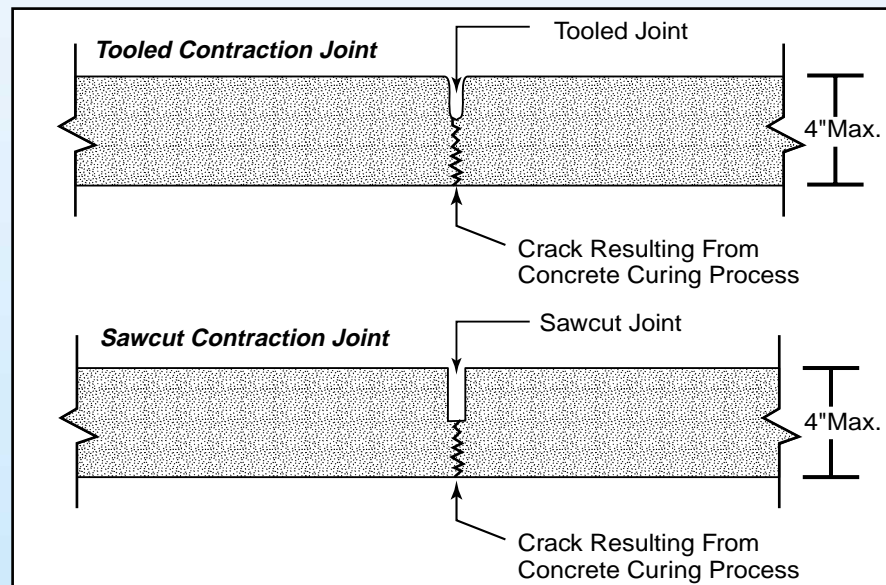 Tooled Contraction Joint
Tooled Joint
4"Max.
Crack Resulting From
Concrete Curing Process
Sawcut Contraction Joint
Sawcut Joint
4"Max.
Crack Resulting From
Concrete Curing Process